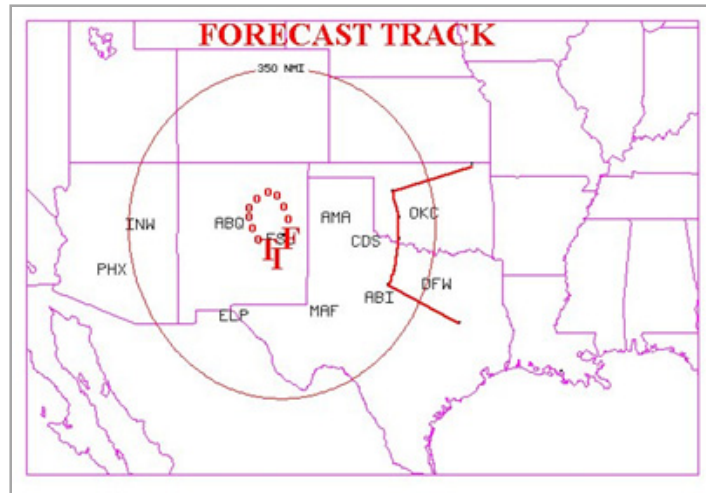 FORECAST TRACK
350 NMI
OKC
AMA
INW
ABQ
CDS
PHX
DFW
ABI
MAF
ELP